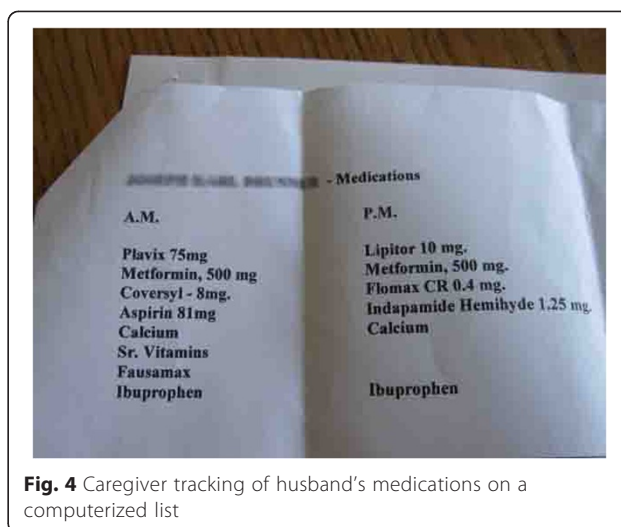 - Medications
A.M.
Plavix 75mg
Metformin, 500 mg
Coversyl - 8mg.
Aspirin 81mg
Calcium
Sr. Vitamins
Fausamax
Ibuprophen
P.M.
Lipitor 10 mg.
Metformin, 500 mg.
Flomax CR 0.4 mg.
Indapamide Hemihyde 1.25 mg.
Calcium
Ibuprophen
Fig. 4 Caregiver tracking of husband's medications on a
computerized list